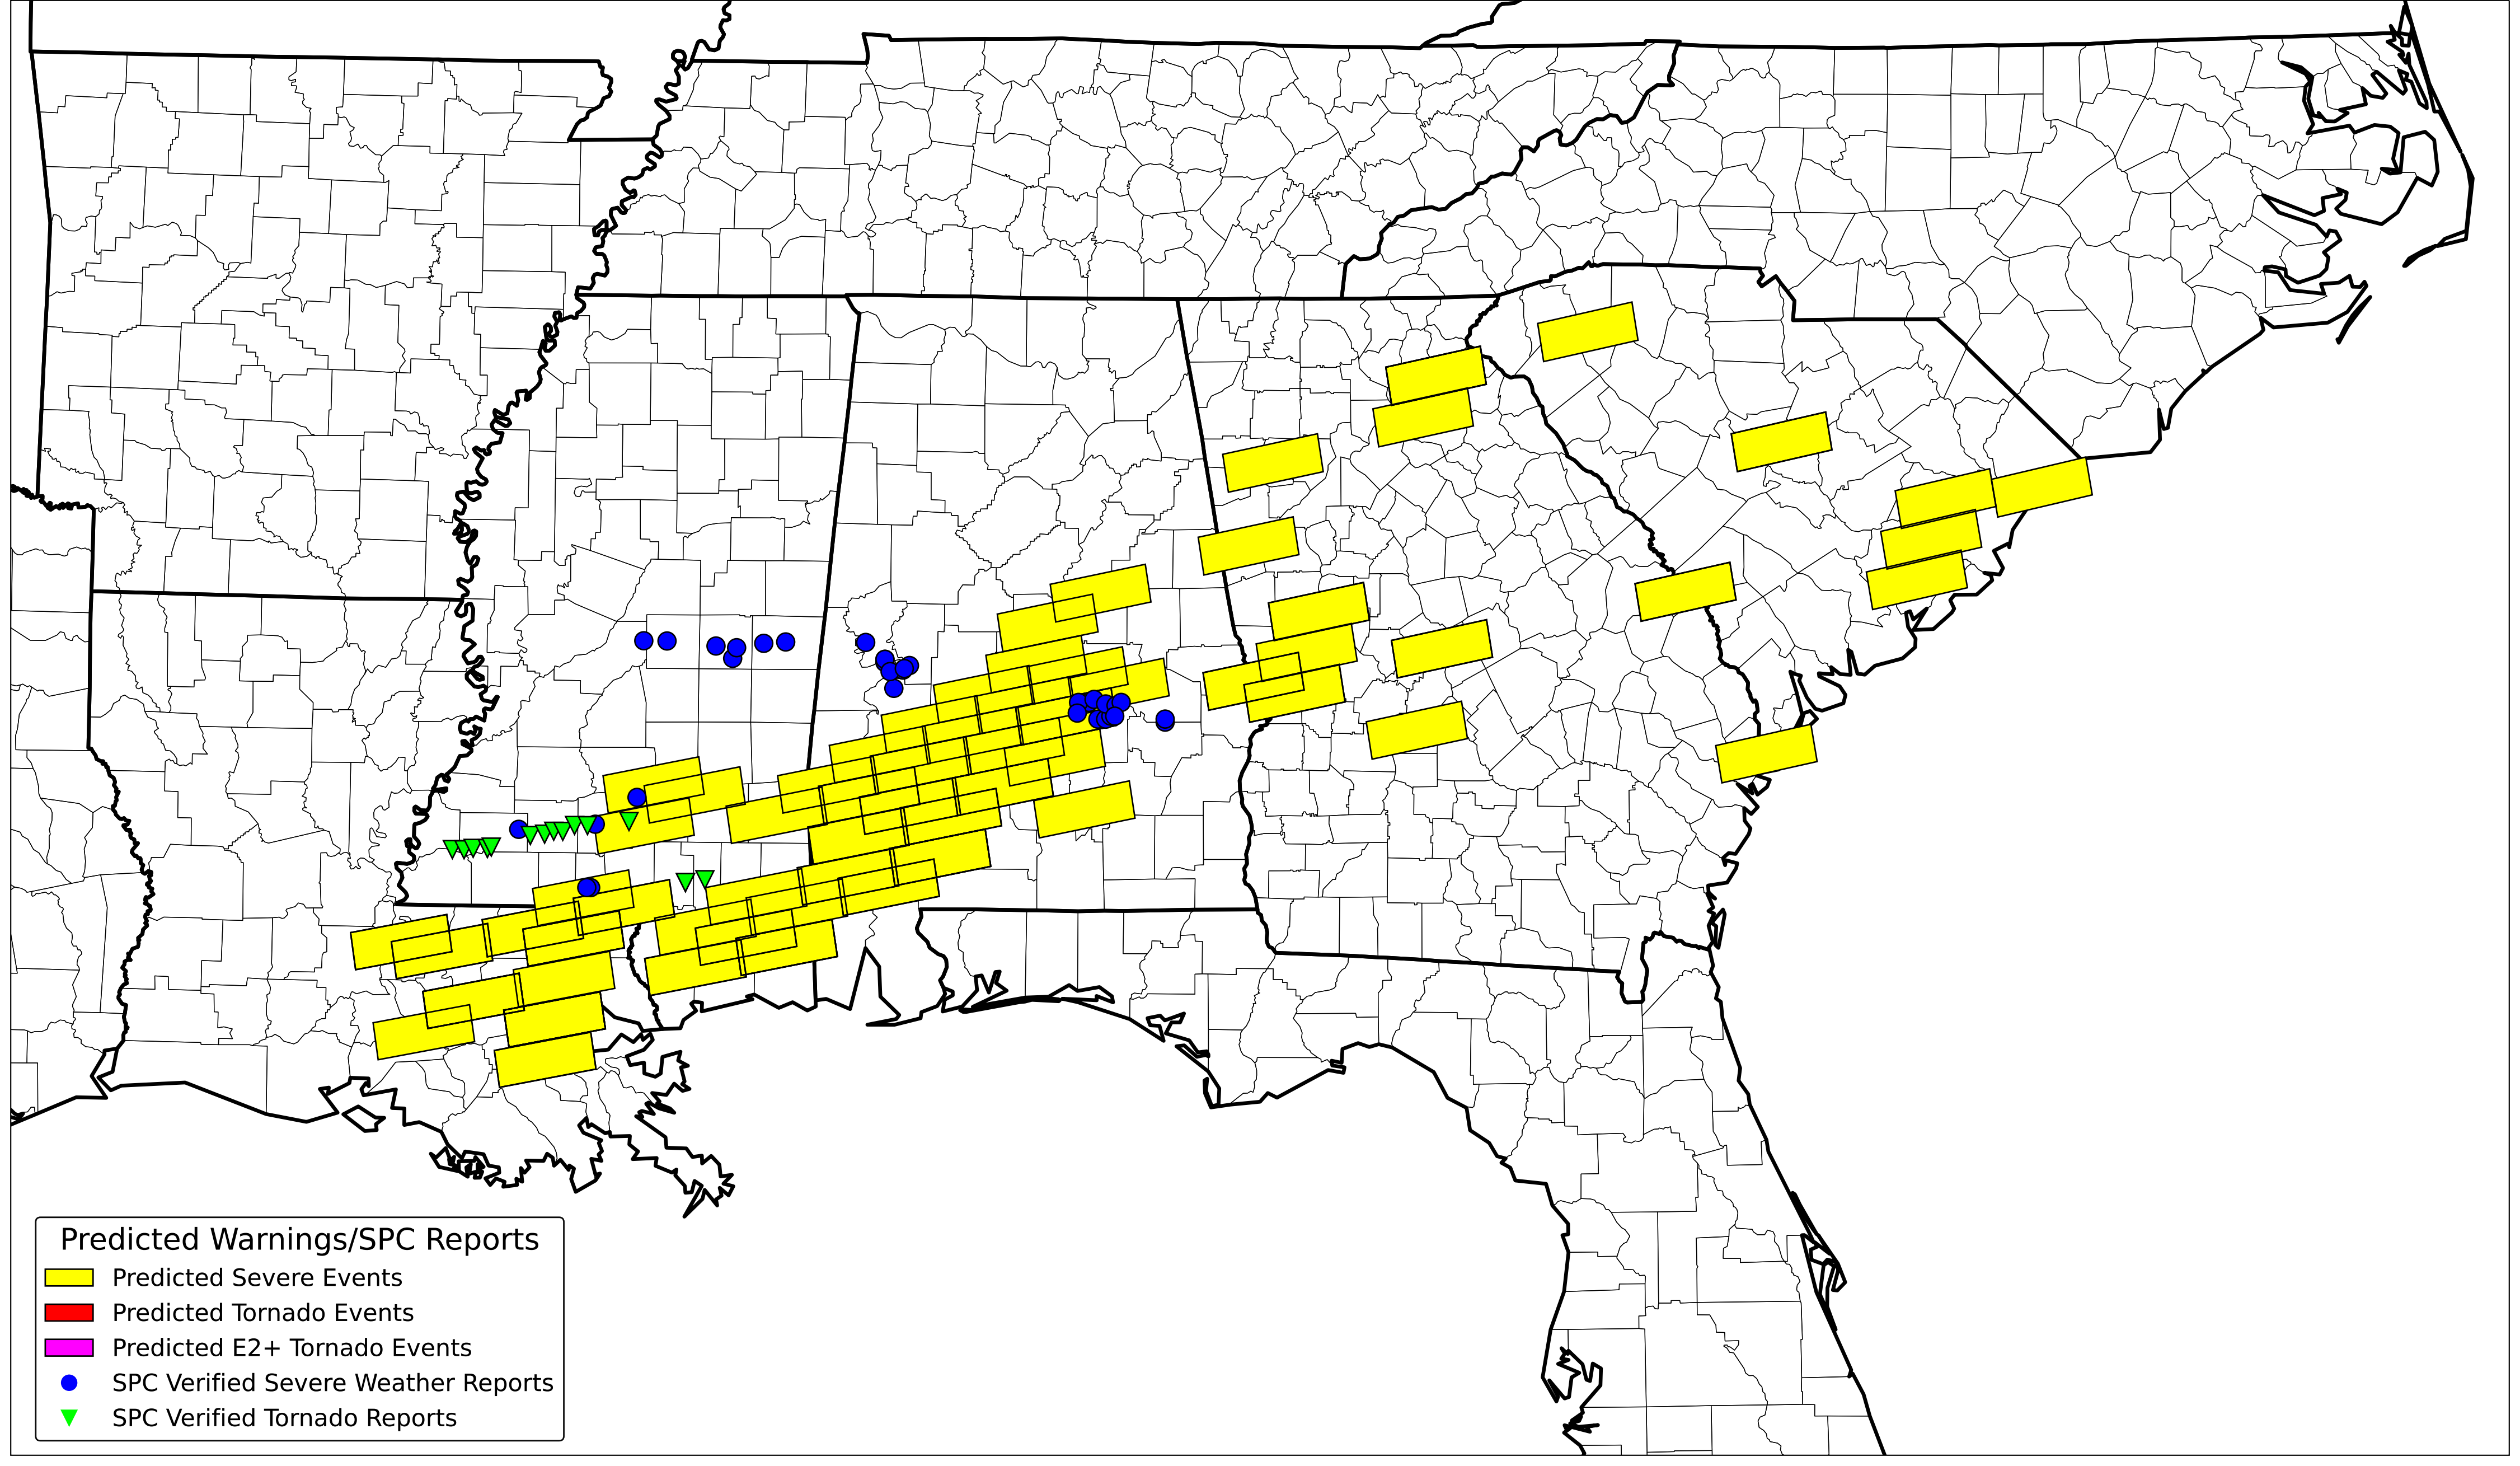 Predicted Warnings/SPC Reports
Predicted Severe Events
Predicted Tornado Events
Predicted E2+ Tornado Events
SPC Verified Severe Weather Reports
SPC Verified Tornado Reports